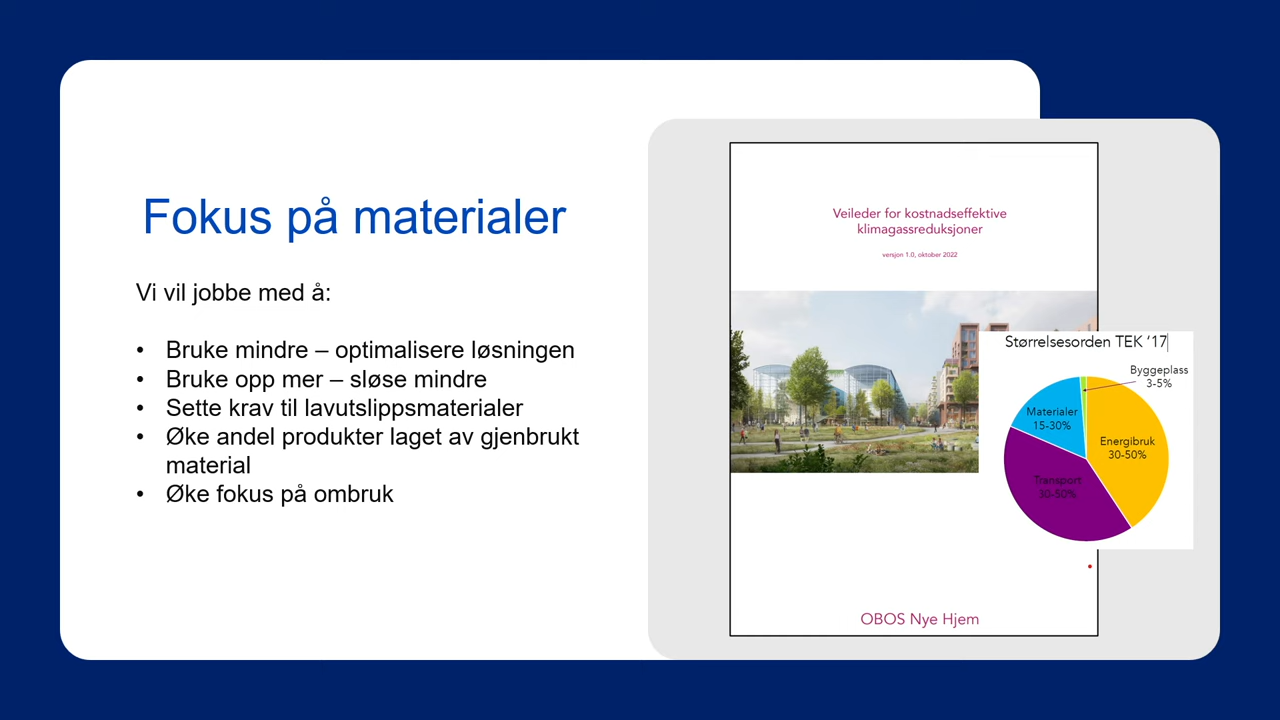 Fokus på materialer
Vi vil jobbe med å:
• Bruke mindre – optimalisere løsningen
• Bruke opp mer – sløse mindre
• Sette krav til lavutslippsmaterialer
• Øke andel produkter laget av gjenbrukt
material
• Øke fokus på ombruk
Veileder for kostnadseffektive
klimagassreduksjoner
versjon 1.0, oktober 2022
Størrelsesorden TEK ’17
Byggeplass
3-5%
Materialer
15-30%
Energibruk
30-50%
Transport
30-50%
OBOS Nye Hjem